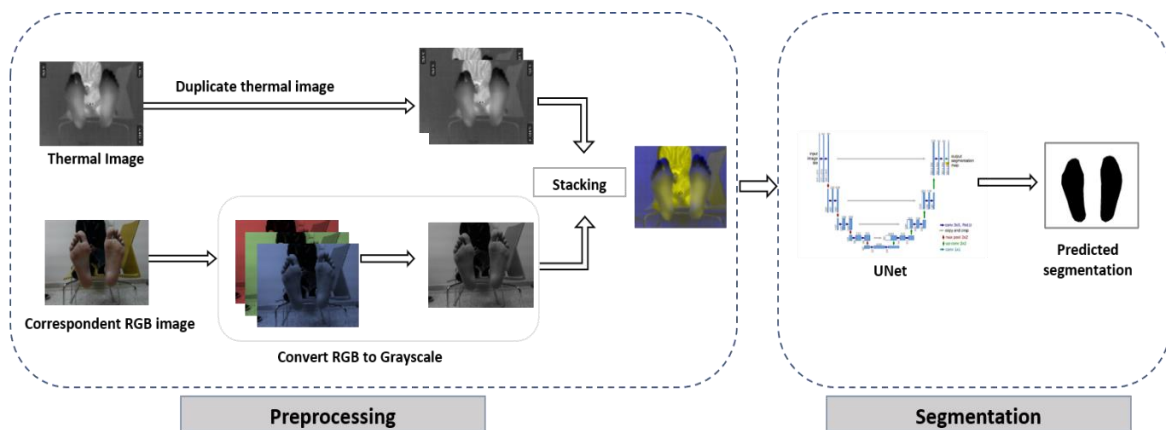 Duplicate thermal image
Thermal Image
Stacking
Correspondent RGB image
Convert RGB to Grayscale
Preprocessing
UNet
Predicted
segmentation
Segmentation